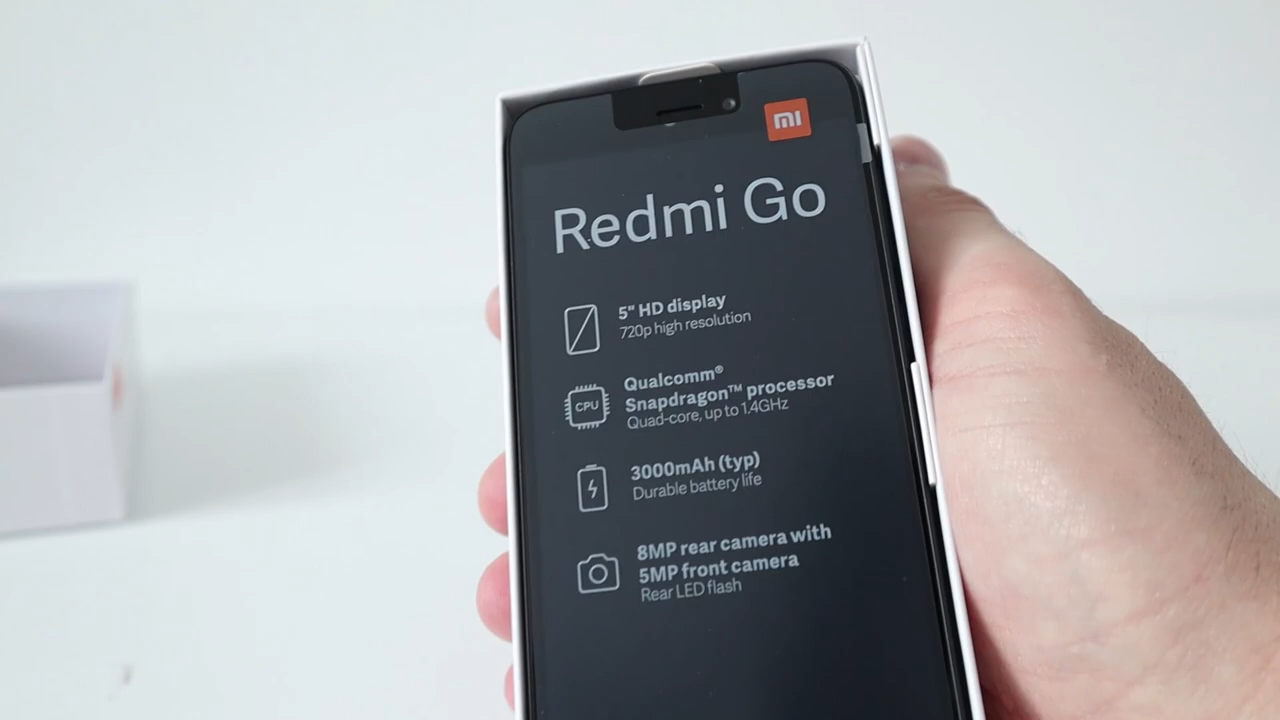 mi
Redmi Go
5" HD display
720p high resolution
Qualcomm®
Snapdragon™ processor
Quad-core, up to 1.4GHz
CPU
3000mAh (typ)
Durable battery life
8MP rear camera with
5MP front camera
Rear LED flash